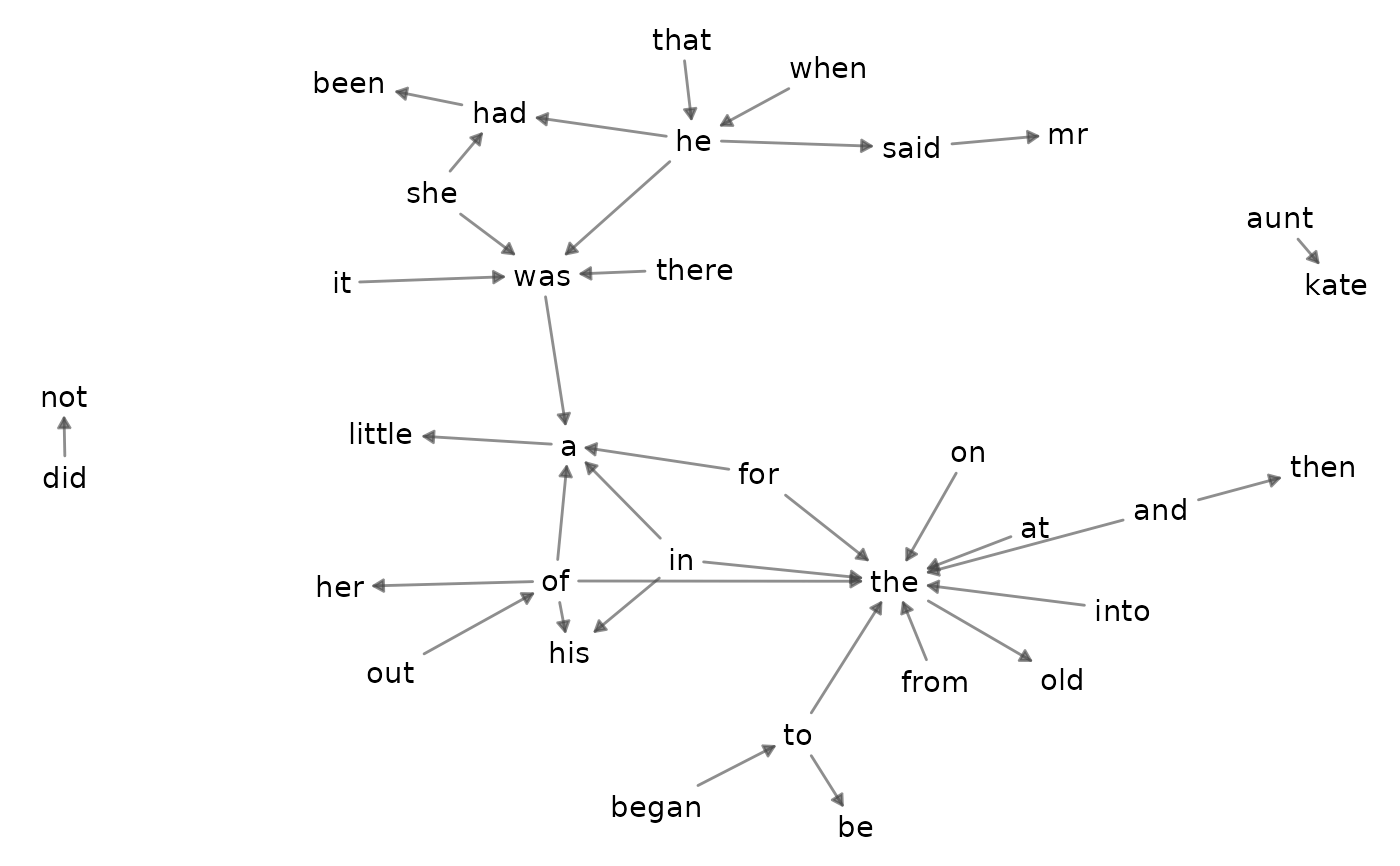 that
when
been
had
he
said
mr
she
aunt
it
was
there
kate
not
little
a
for
on
then
did
and
at
in
her
of
the
into
his
out
from
old
to
began
be